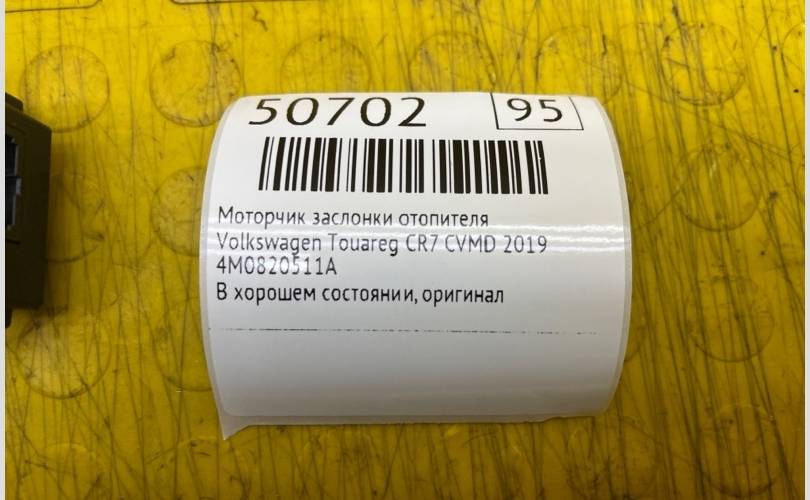 50702 95
Моторчик заслонки отопителя
Volkswagen Touareg CR7 CVMD 2019
4M0820511A
В хорошем состоянии, оригинал